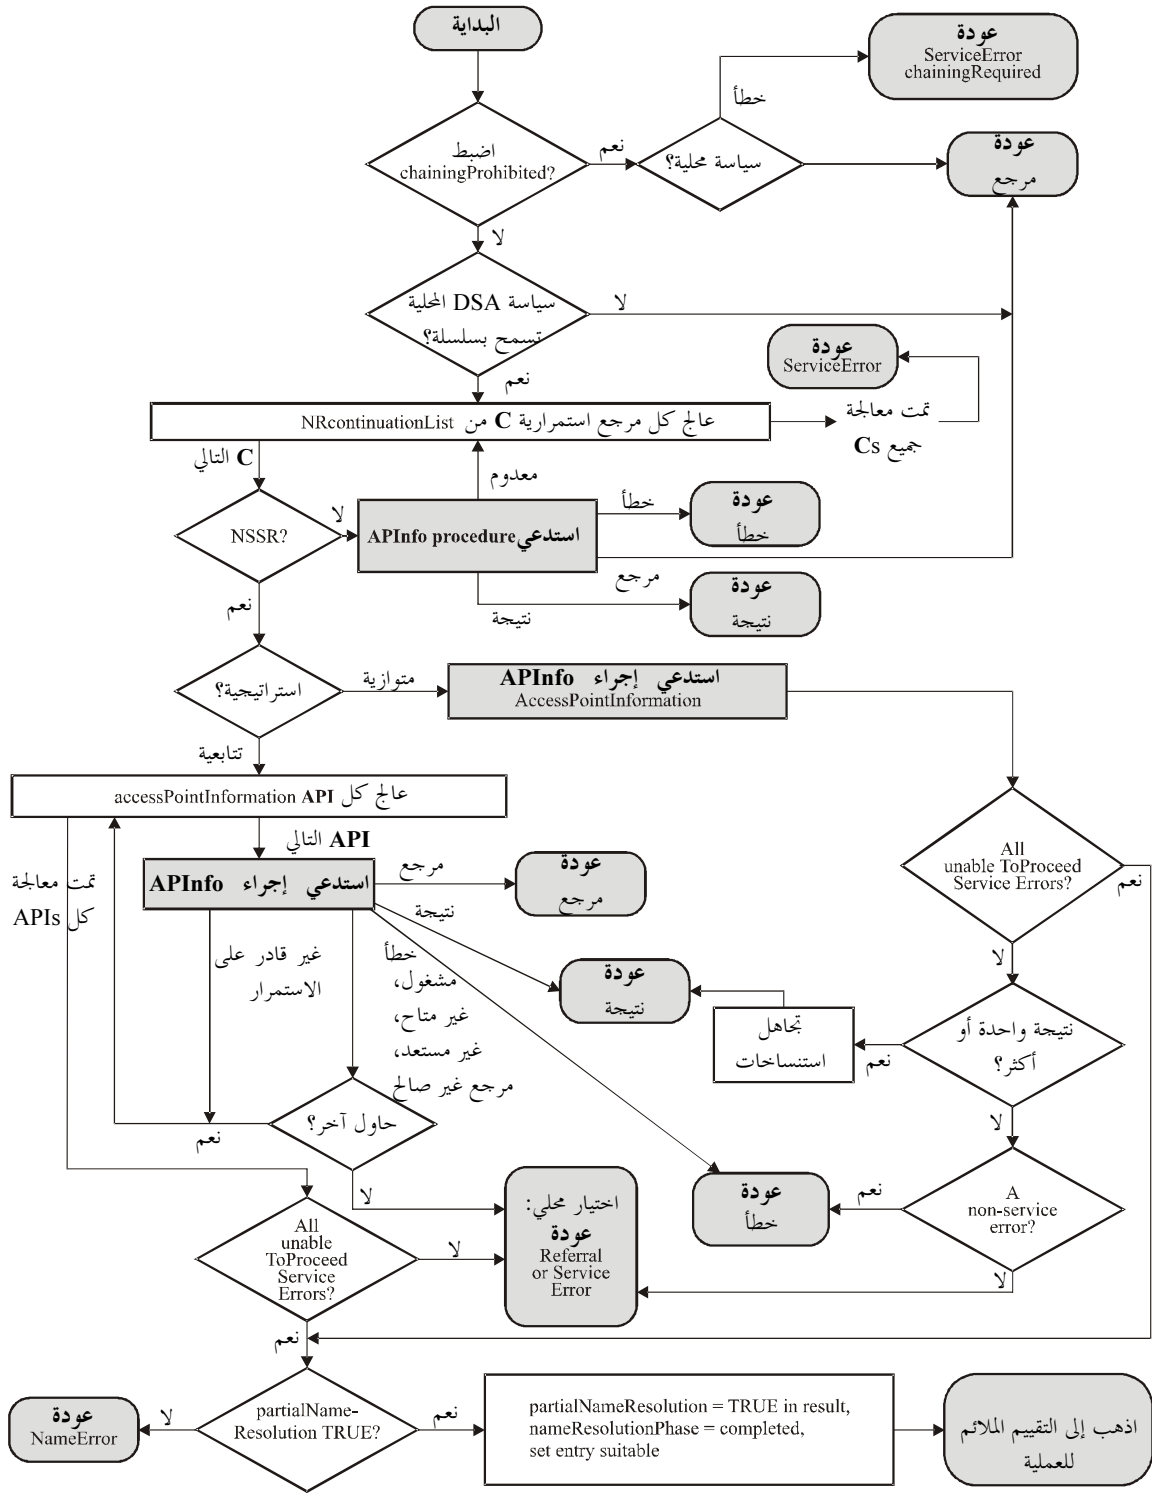 البداية
عودة
ServiceError
chainingRequired
خطأ
اضبط
chainingProhibited?
نعم
سياسة محلية؟
عودة
مرجع
لا
سياسة DSA المحلية
تسمح بسلسلة؟
لا
عودة
ServiceError
نعم
عالج كل مرجع استمرارية C من NRcontinuationList
تمت معالجة
جميع Cs
C التالي
معدوم
NSSR?
لا
استدعي APInfo procedure
خطأ
عودة
خطأ
مرجع
عودة
نتيجة
نتيجة
نعم
استراتيجية؟
متوازية
استدعي إجراء APInfo
AccessPointInformation
تتابعية
عالج كل accessPointInformation API
API التالي
تمت معالجة
كل APIs
استدعي إجراء APInfo
مرجع
عودة
مرجع
نتيجة
All
unable ToProceed
Service Errors?
نعم
لا
غير قادر على
الاستمرار
خطأ
مشغول،
غير متاح،
غير مستعد،
مرجع غير صالح
عودة
نتيجة
تجاهل
استنساخات
نعم
نتيجة واحدة أو
أكثر؟
لا
حاول آخر؟
نعم
لا
عودة
خطأ
نعم
A
non-service
error?
لا
اختيار محلي:
عودة
Referral
or Service
Error
All
unable
ToProceed
Service
Errors?
لا
نعم
partialName-
Resolution TRUE?
لا
عودة
NameError
نعم
partialNameResolution = TRUE in result,
nameResolutionPhase = completed,
set entry suitable
اذهب إلى التقييم الملائم
للعملية